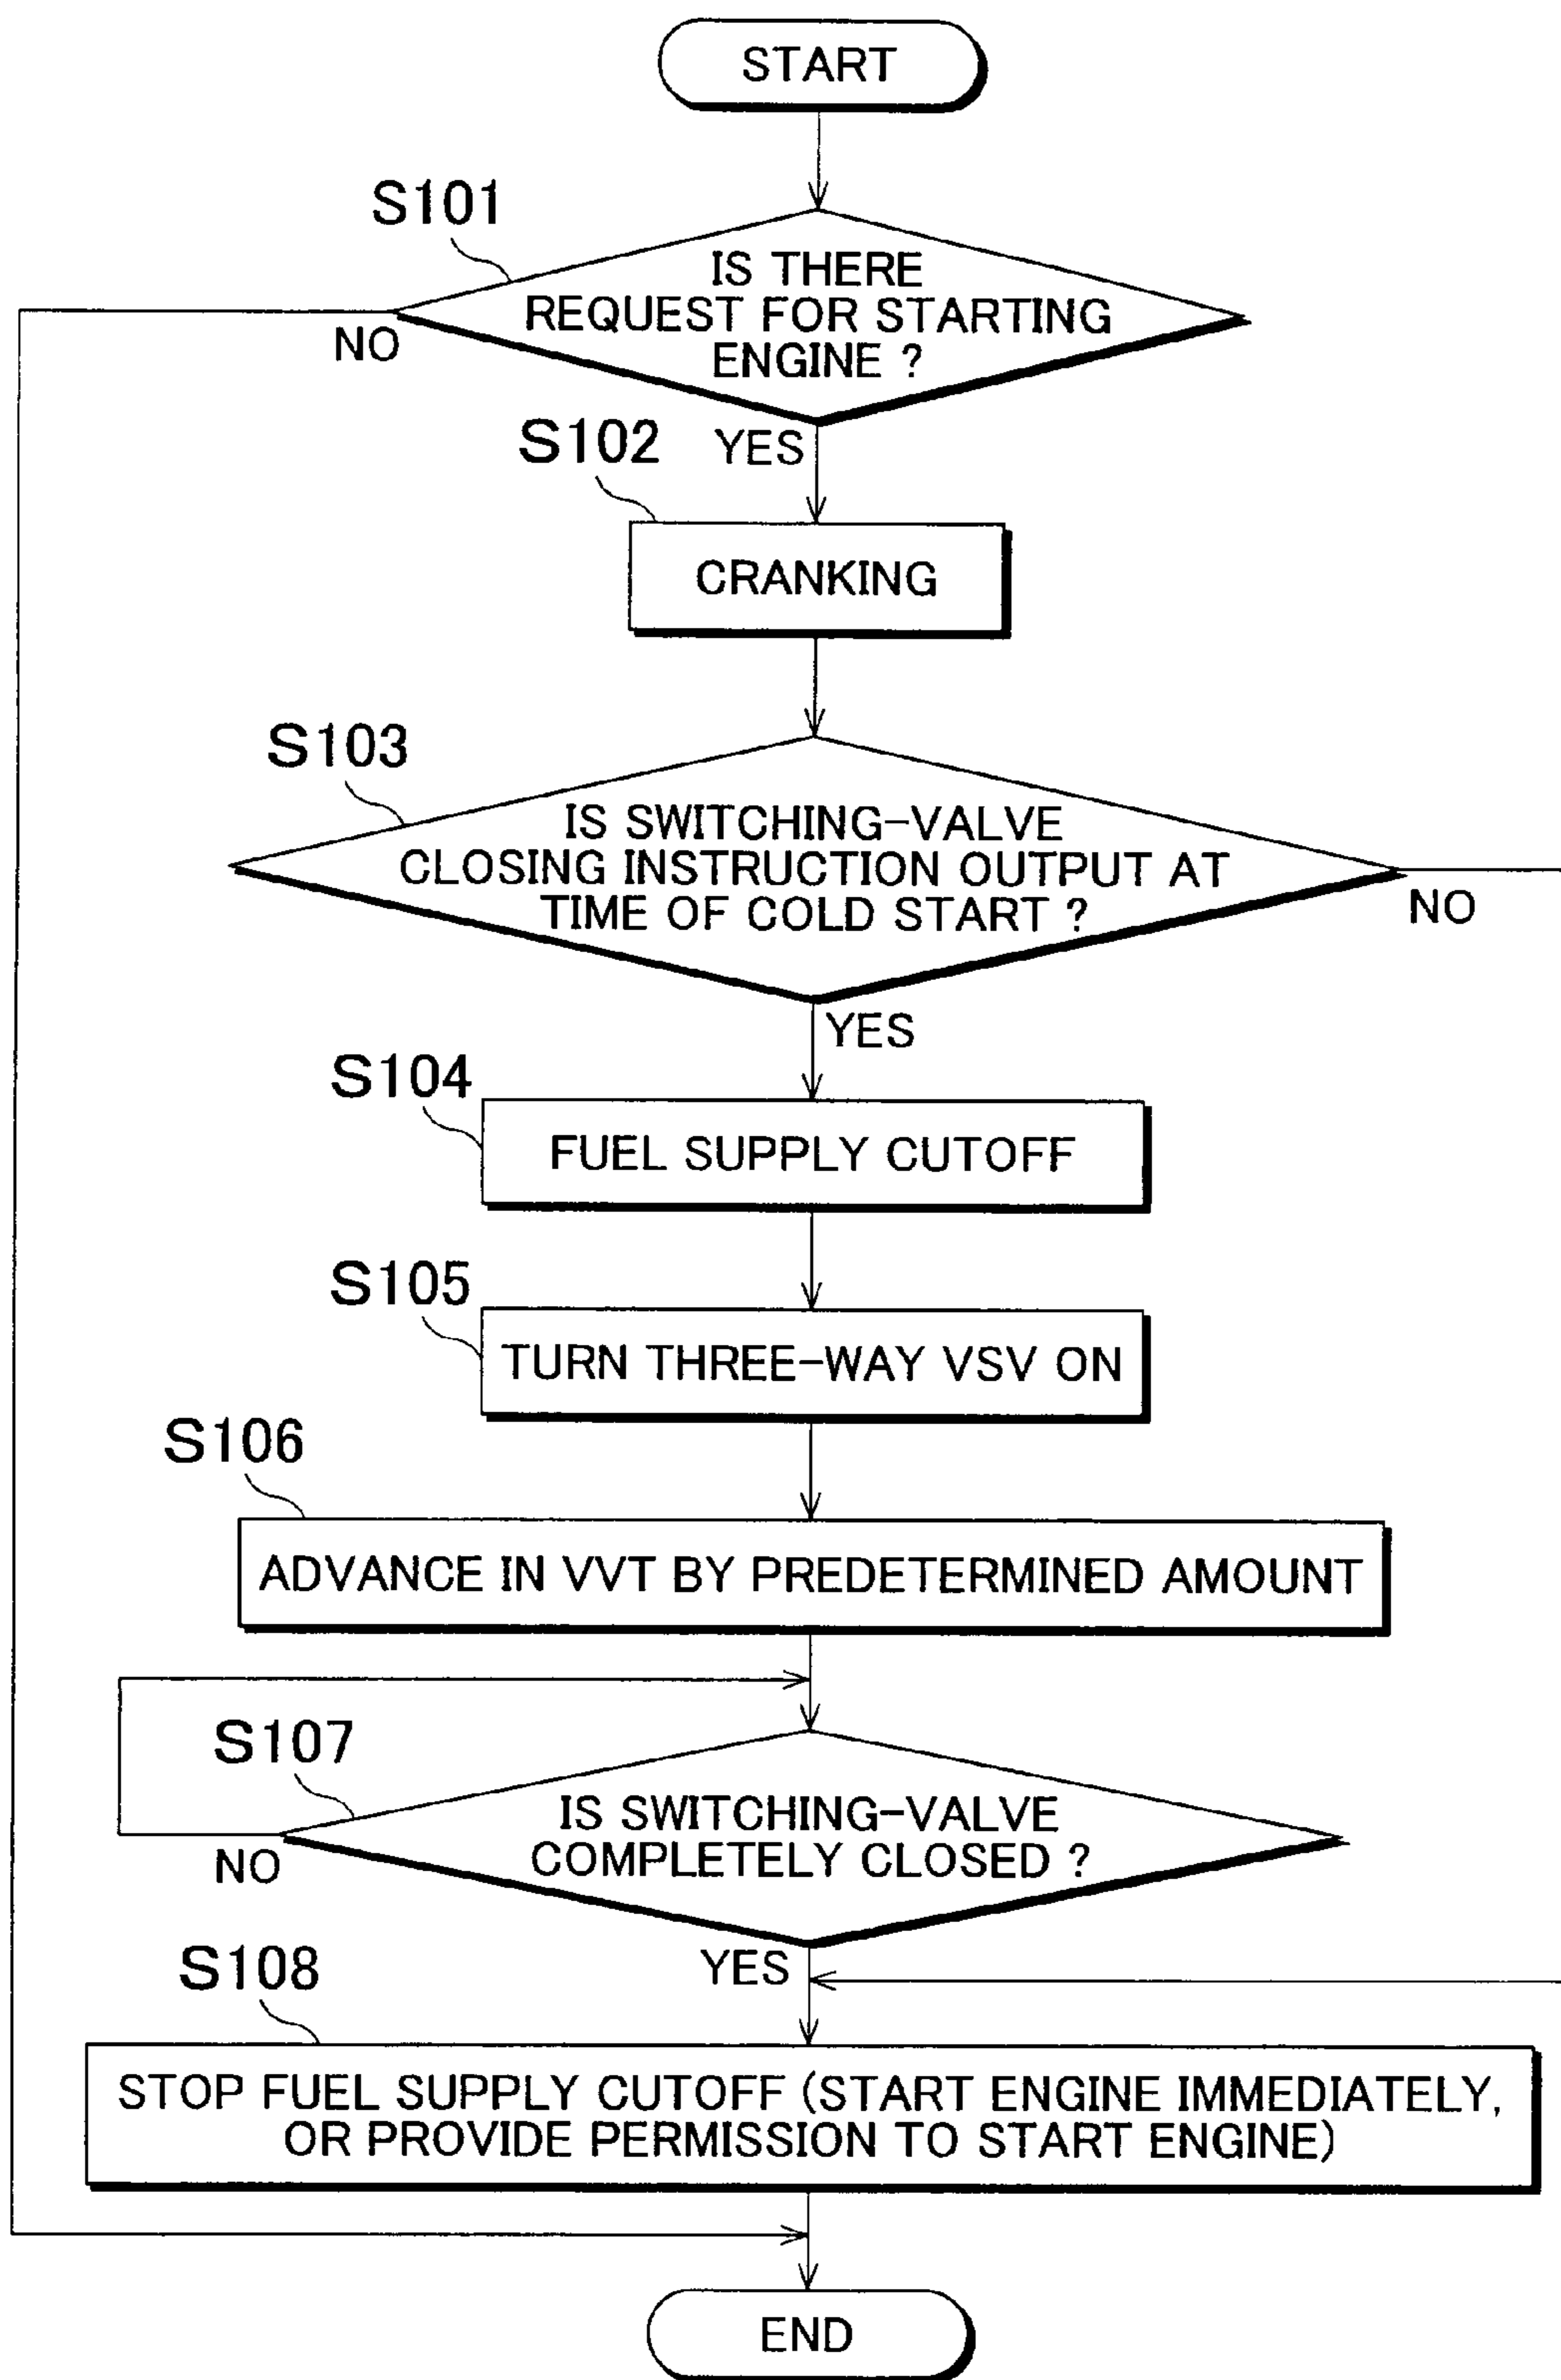 START
S101
IS THERE
REQUEST FOR STARTING
ENGINE ?
NO
S102
YES
CRANKING
S103
IS SWITCHING-VALVE
CLOSING INSTRUCTION OUTPUT AT
TIME OF COLD START ?
NO
YES
S104
FUEL SUPPLY CUTOFF
S105
TURN THREE-WAY VSV ON
S106
ADVANCE IN VVT BY PREDETERMINED AMOUNT
S107
IS SWITCHING-VALVE
COMPLETELY CLOSED ?
NO
YES
S108
STOP FUEL SUPPLY CUTOFF (START ENGINE IMMEDIATELY,
OR PROVIDE PERMISSION TO START ENGINE)
END